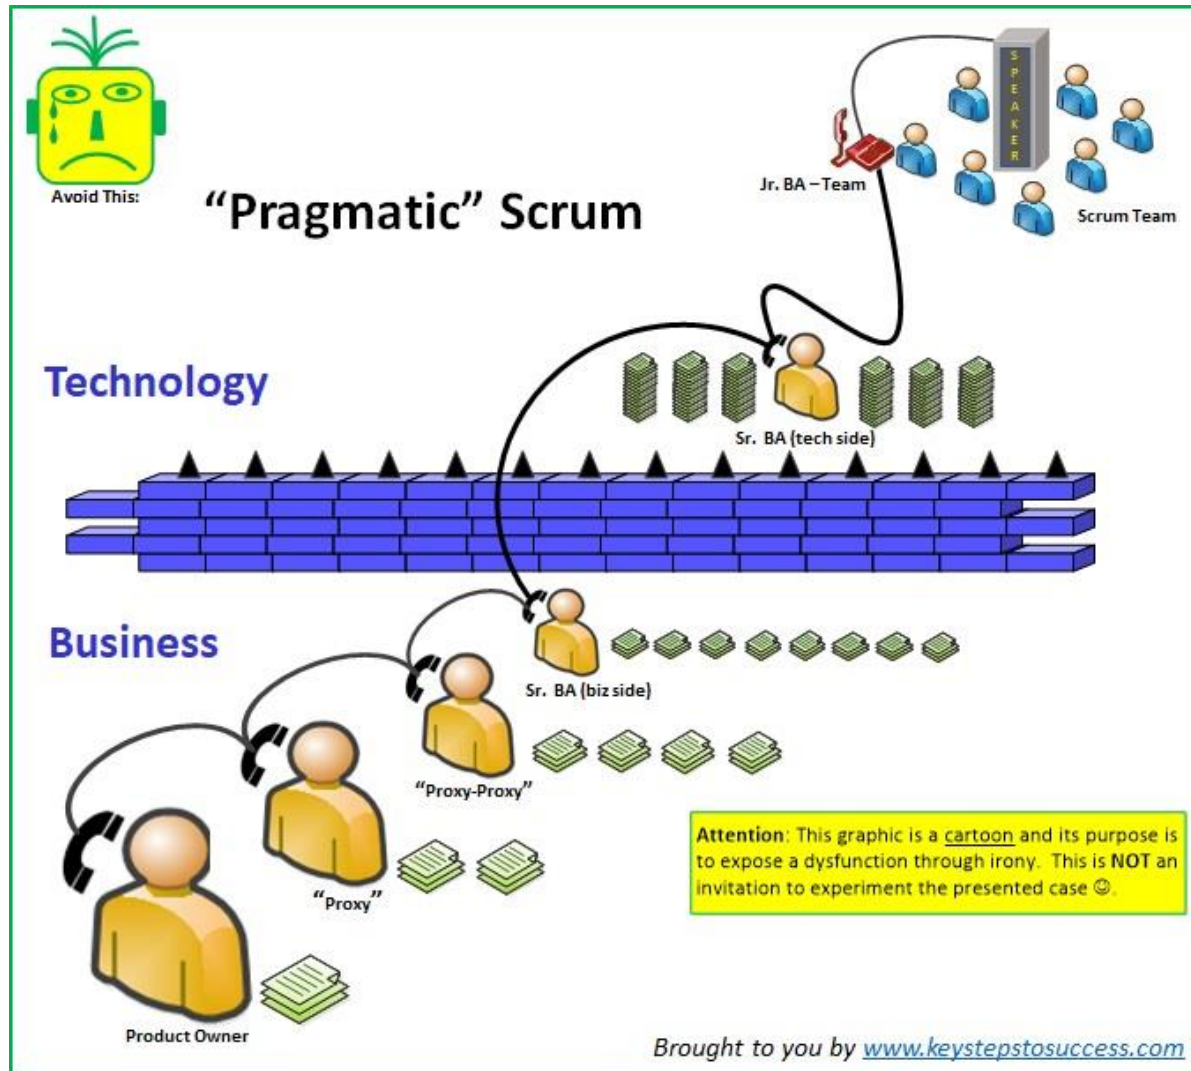 SPEAKER
Avoid This:
"Pragmatic" Scrum
Jr. BA – Team
Scrum Team
Technology
Sr. BA (tech side)
Business
Sr. BA (biz side)
"Proxy-Proxy"
"Proxy"
Attention: This graphic is a cartoon and its purpose is
to expose a dysfunction through irony. This is NOT an
invitation to experiment the presented case ☺.
Product Owner
Brought to you by www.keystepstosuccess.com